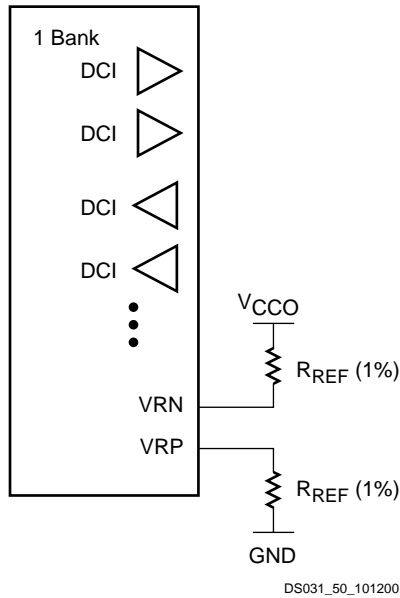 1 Bank
DCI
DCI
DCI
DCI
VCCO
RREF (1%)
VRN
VRP
RREF (1%)
GND
DS031_50_101200